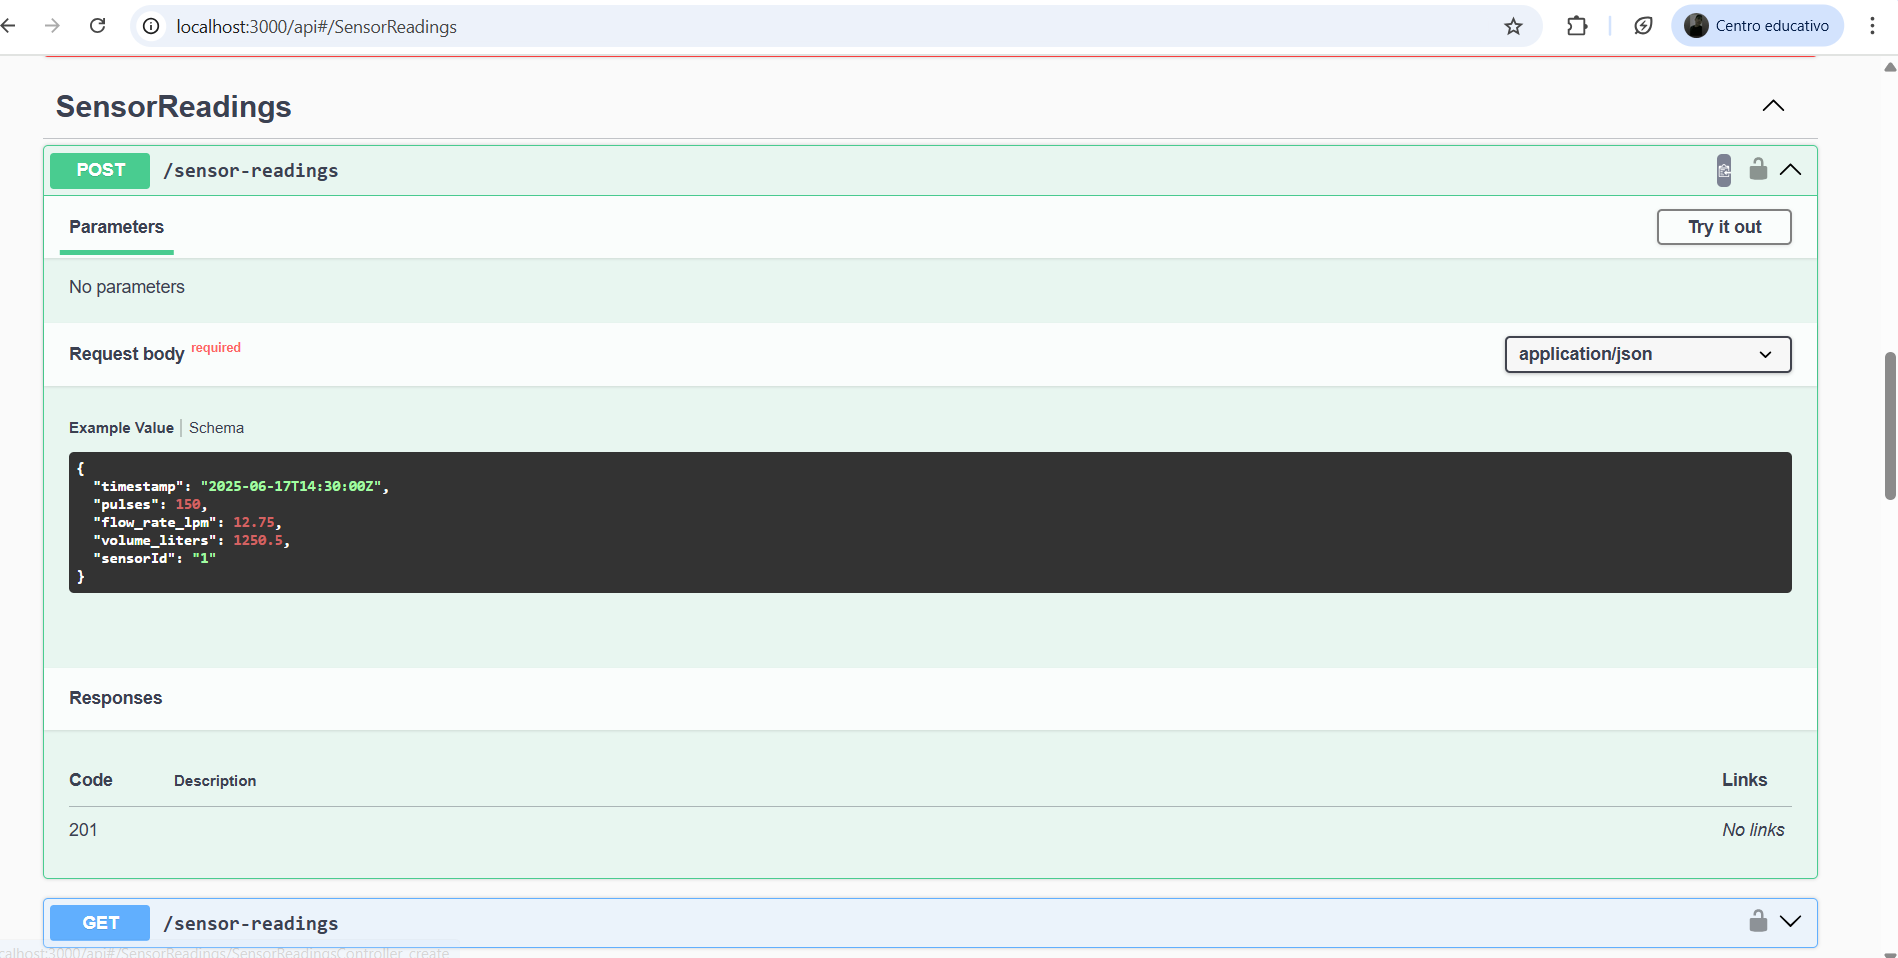 localhost:3000/api#/SensorReadings
Centro educativo
SensorReadings
POST /sensor-readings
Parameters
Try it out
No parameters
Request body required
application/json
Example Value | Schema
{
"timestamp": "2025-06-17T14:30:00Z",
"pulses": 150,
"flow_rate_lpm": 12.75,
"volume_liters": 1250.5,
"sensorId": "1"
}
Responses
Code Description Links
201 No links
GET /sensor-readings
calhost:3000/api#/SensorReadings/SensorReadingsController_create